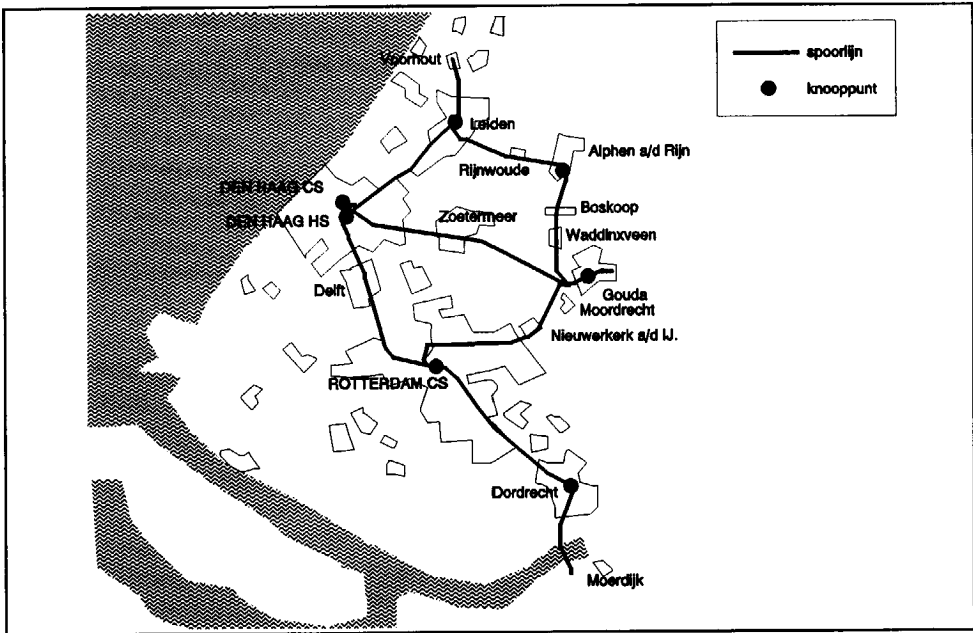 spoorlijn
knooppunt
Voorhout
Leiden
Alphen a/d Rijn
Rijnwoude
DEN HAAG CS
Boskoop
DEN HAAG HS
Zoetermeer
Waddinxveen
Delft
Gouda
Moordrecht
Nieuwerkerk a/d IJ.
ROTTERDAM CS
Dordrecht
Moerdijk